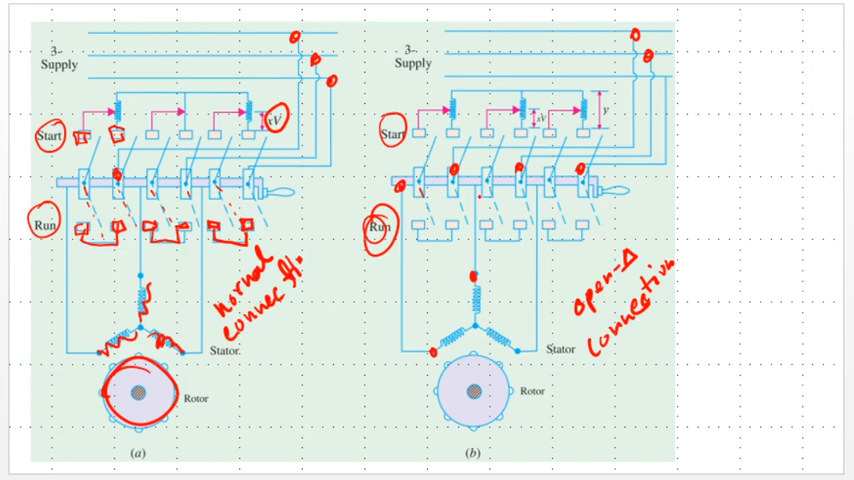 3-
Supply
Start
xV
Run
normal
connec
Stator.
Rotor
(a)
3-
Supply
Start
xV
V
Run
open-Δ
connection
Stator
Rotor
(b)